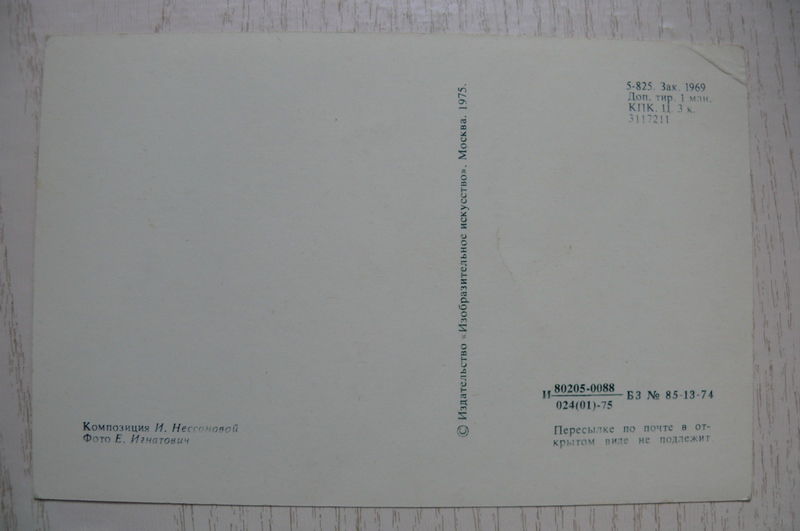 5-825. Зак. 1969
Доп. тир. 1 млн.
КПК. Ц. 3 к.
3117211
© Издательство «Изобразительное искусство». Москва. 1975.
И 80205-0088 БЗ № 85-13-74
024(01)-75
Композиция И. Нессоновой
Фото Е. Игнатович
Пересылке по почте в от-
крытом виде не подлежит